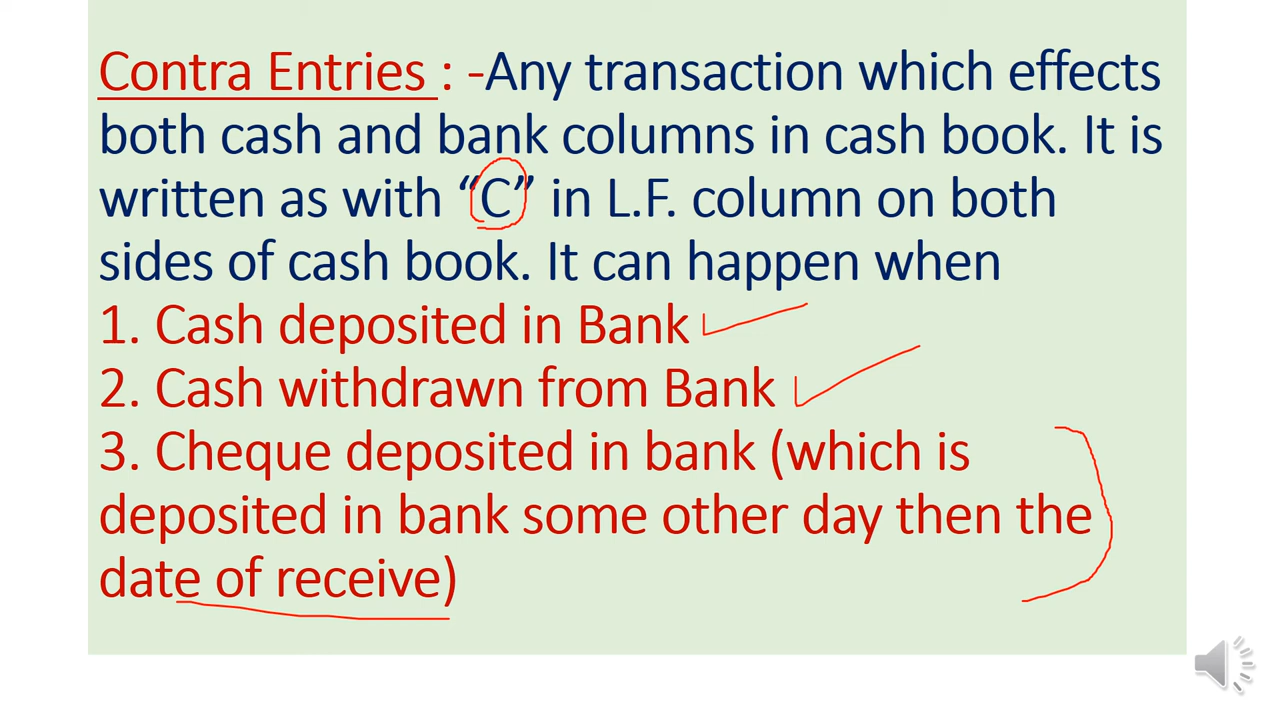 Contra Entries : -Any transaction which effects
both cash and bank columns in cash book. It is
written as with “C” in L.F. column on both
sides of cash book. It can happen when
1. Cash deposited in Bank
2. Cash withdrawn from Bank
3. Cheque deposited in bank (which is
deposited in bank some other day then the
date of receive)